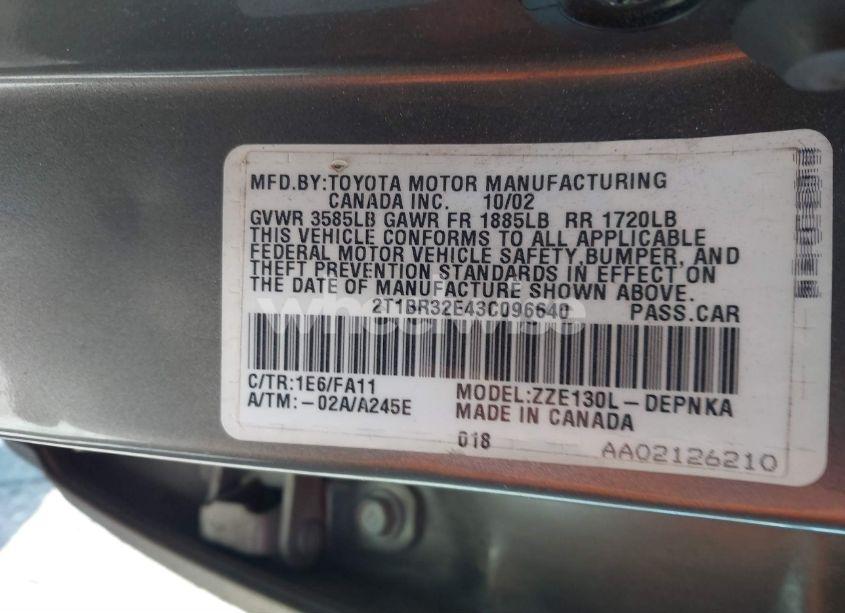 MFD.BY:TOYOTA MOTOR MANUFACTURING
CANADA INC. 10/02
GVWR 3585LB GAWR FR 1885LB RR 1720LB
THIS VEHICLE CONFORMS TO ALL APPLICABLE
FEDERAL MOTOR VEHICLE SAFETY,BUMPER, AND
THEFT PREVENTION STANDARDS IN EFFECT ON
THE DATE OF MANUFACTURE SHOWN ABOVE.
2T1BR32E43C096640 PASS.CAR
wheelwise
C/TR:1E6/FA11 MODEL:ZZE130L-DEPNKA
A/TM:-02A/A245E MADE IN CANADA
018 AA02126210